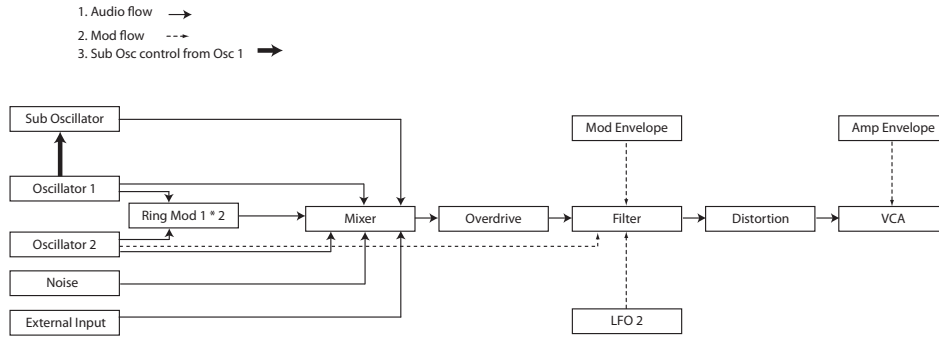 1. Audio flow
2. Mod flow
3. Sub Osc control from Osc 1
Sub Oscillator
Mod Envelope
Amp Envelope
Oscillator 1
Ring Mod 1 * 2
Mixer
Overdrive
Filter
Distortion
VCA
Oscillator 2
Noise
External Input
LFO 2